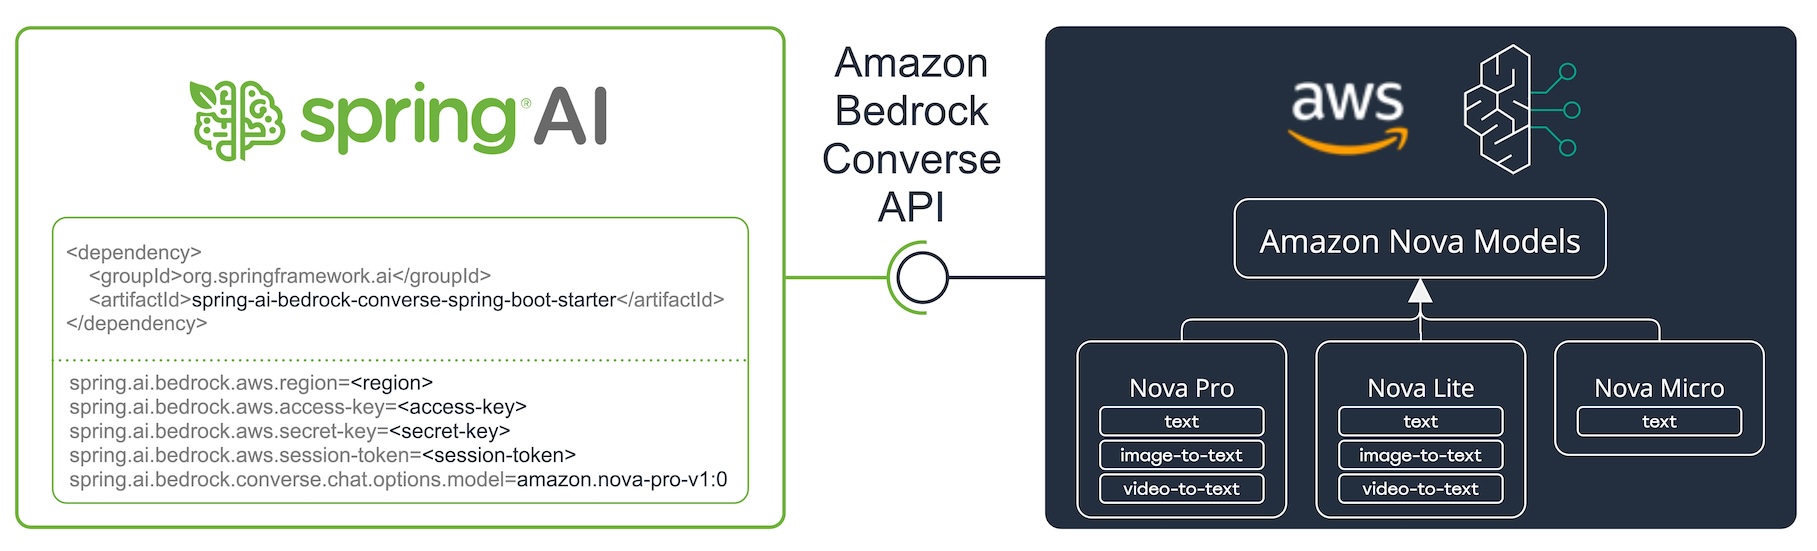 spring® AI
<dependency>
<groupId>org.springframework.ai</groupId>
<artifactId>spring-ai-bedrock-converse-spring-boot-starter</artifactId>
</dependency>
spring.ai.bedrock.aws.region=<region>
spring.ai.bedrock.aws.access-key=<access-key>
spring.ai.bedrock.aws.secret-key=<secret-key>
spring.ai.bedrock.aws.session-token=<session-token>
spring.ai.bedrock.converse.chat.options.model=amazon.nova-pro-v1:0
Amazon
Bedrock
Converse
API
aws
Amazon Nova Models
Nova Pro
text
image-to-text
video-to-text
Nova Lite
text
image-to-text
video-to-text
Nova Micro
text